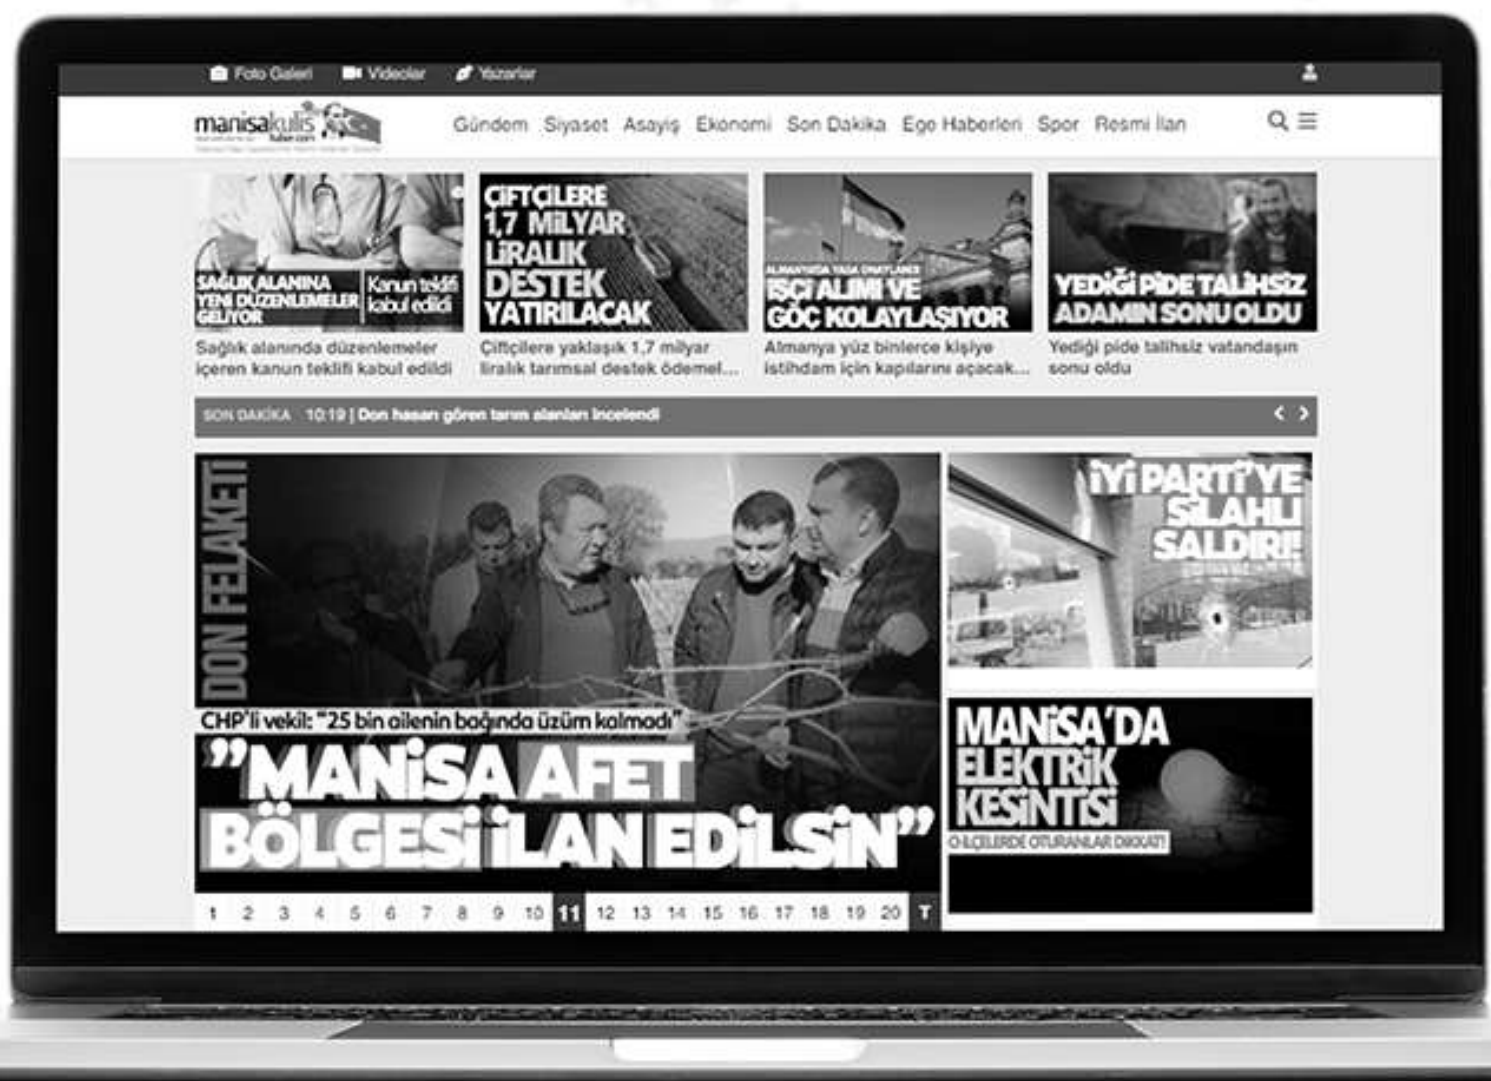 Foto Galeri Videolar Yazarlar
manisakulis
haber.com
Gündem Siyaset Asayiş Ekonomi Son Dakika Ege Haberleri Spor Resmi İlan
SAĞLIK ALANINA
YENİ DÜZENLEMELER
GELİYOR
Kanun teklifi
kabul edildi
Sağlık alanında düzenlemeler
içeren kanun teklifi kabul edildi
ÇİFTÇİLERE
1,7 MİLYAR
LİRALIK
DESTEK
YATIRILACAK
Çiftçilere yaklaşık 1,7 milyar
liralık tarımsal destek ödemel...
ALMANYA'DA YASA ONAYLANDI
İŞÇİ ALIMI VE
GÖÇ KOLAYLAŞIYOR
Almanya yüz binlerce kişiye
istihdam için kapılarını açacak...
YEDİĞİ PİDE TALİHSİZ
ADAMIN SONU OLDU
Yediği pide talihsiz vatandaşın
sonu oldu
SON DAKİKA 10:19 | Don hasarı gören tarım alanları incelendi
DON FELAKETİ
CHP'li vekil: "25 bin ailenin bağında üzüm kalmadı"
"MANİSA AFET
BÖLGESİ İLAN EDİLSİN"
1 2 3 4 5 6 7 8 9 10 11 12 13 14 15 16 17 18 19 20 T
İYİ PARTİ'YE
SİLAHLI
SALDIRI!
MANİSA'DA
ELEKTRİK
KESİNTİSİ
O İLÇELERDE OTURANLAR DİKKAT!